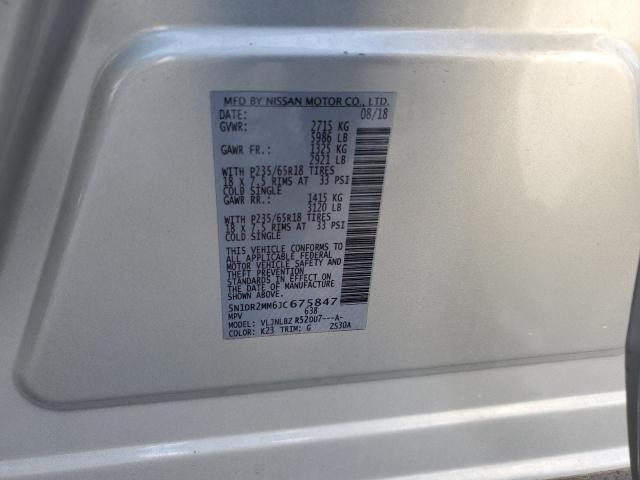 MFD BY NISSAN MOTOR CO., LTD.
DATE: 08/18
GVWR: 2715 KG
5986 LB
GAWR FR.: 1325 KG
2921 LB
WITH P235/65R18 TIRES
18 X 7.5 RIMS AT 33 PSI
COLD SINGLE
GAWR RR.: 1415 KG
3120 LB
WITH P235/65R18 TIRES
18 X 7.5 RIMS AT 33 PSI
COLD SINGLE
THIS VEHICLE CONFORMS TO
ALL APPLICABLE FEDERAL
MOTOR VEHICLE SAFETY AND
THEFT PREVENTION
STANDARDS IN EFFECT ON
THE DATE OF MANUFACTURE
SHOWN ABOVE
5N1DR2MM6JC675847
MPV 638
MODEL: VLJNLBZ R52DU7---A-
COLOR: K23 TRIM: G 2S30A